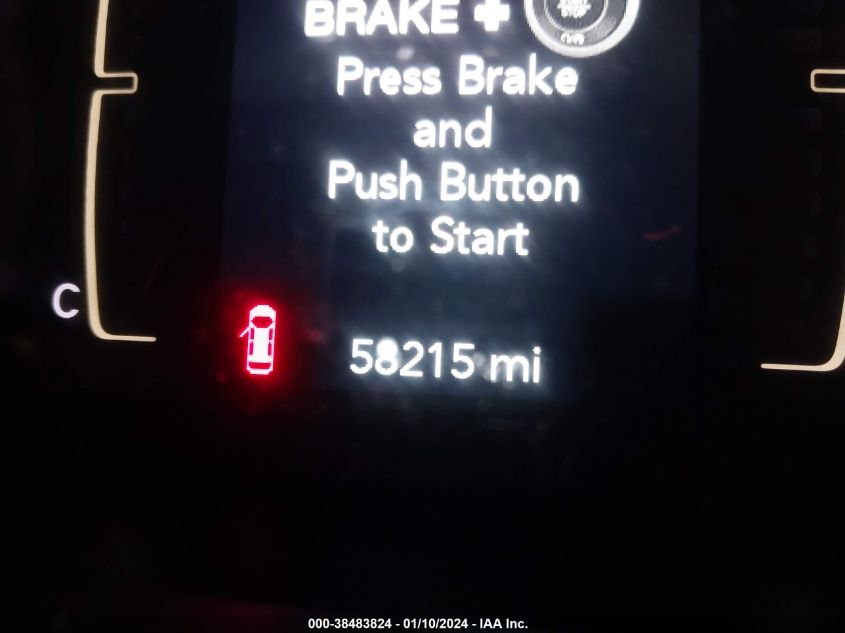 BRAKE +
Press Brake
and
Push Button
to Start
C
58215 mi
000-38483824 - 01/10/2024 - IAA Inc.